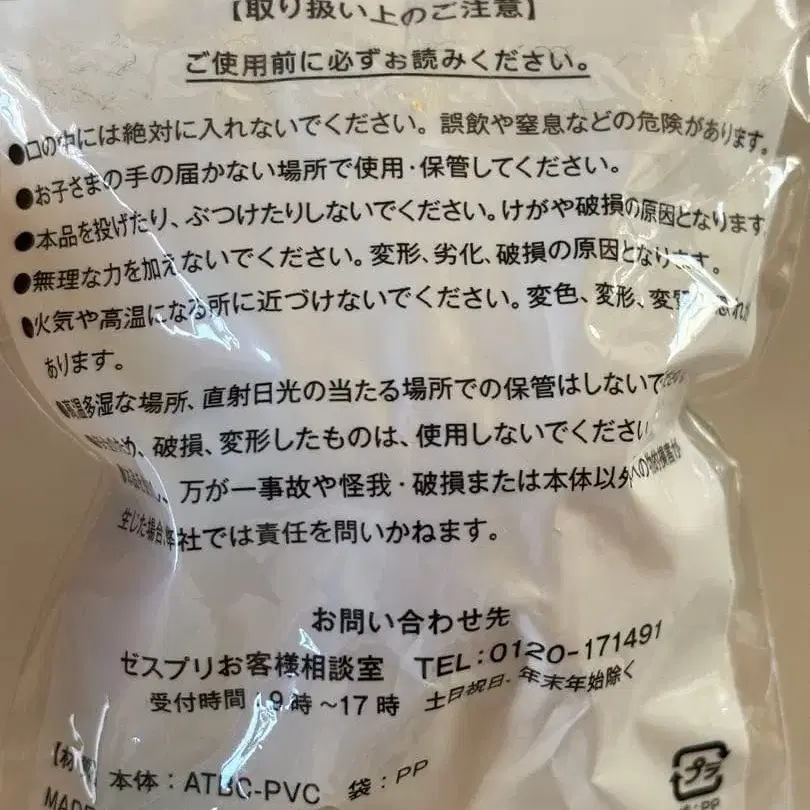 【取り扱い上のご注意】
ご使用前に必ずお読みください。
●口の中には絶対に入れないでください。誤飲や窒息などの危険があります。
●お子さまの手の届かない場所で使用・保管してください。
●本品を投げたり、ぶつけたりしないでください。けがや破損の原因となります
●無理な力を加えないでください。変形、劣化、破損の原因となります。
●火気や高温になる所に近づけないでください。変色、変形、変質
あります。
●高温多湿な場所、直射日光の当たる場所での保管はしないで
破損、変形したものは、使用しないでください
万が一事故や怪我・破損または本体以外への物的損害が
生じた場合、弊社では責任を問いかねます。
お問い合わせ先
ゼスプリお客様相談室 TEL:0120-171491
受付時間:9時~17時 土日祝日、年末年始除く
本体:ATBC-PVC 袋:PP
プラ
:PP